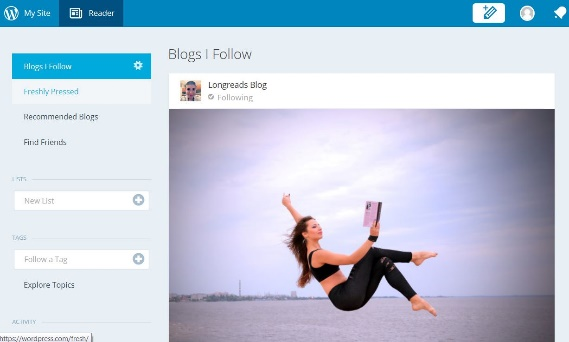 My Site
Reader
Blogs I Follow
Freshly Pressed
Recommended Blogs
Find Friends
LISTS
New List
TAGS
Follow a Tag
Explore Topics
ACTIVITY
https://wordpress.com/fresh/
Blogs I Follow
Longreads Blog
Following